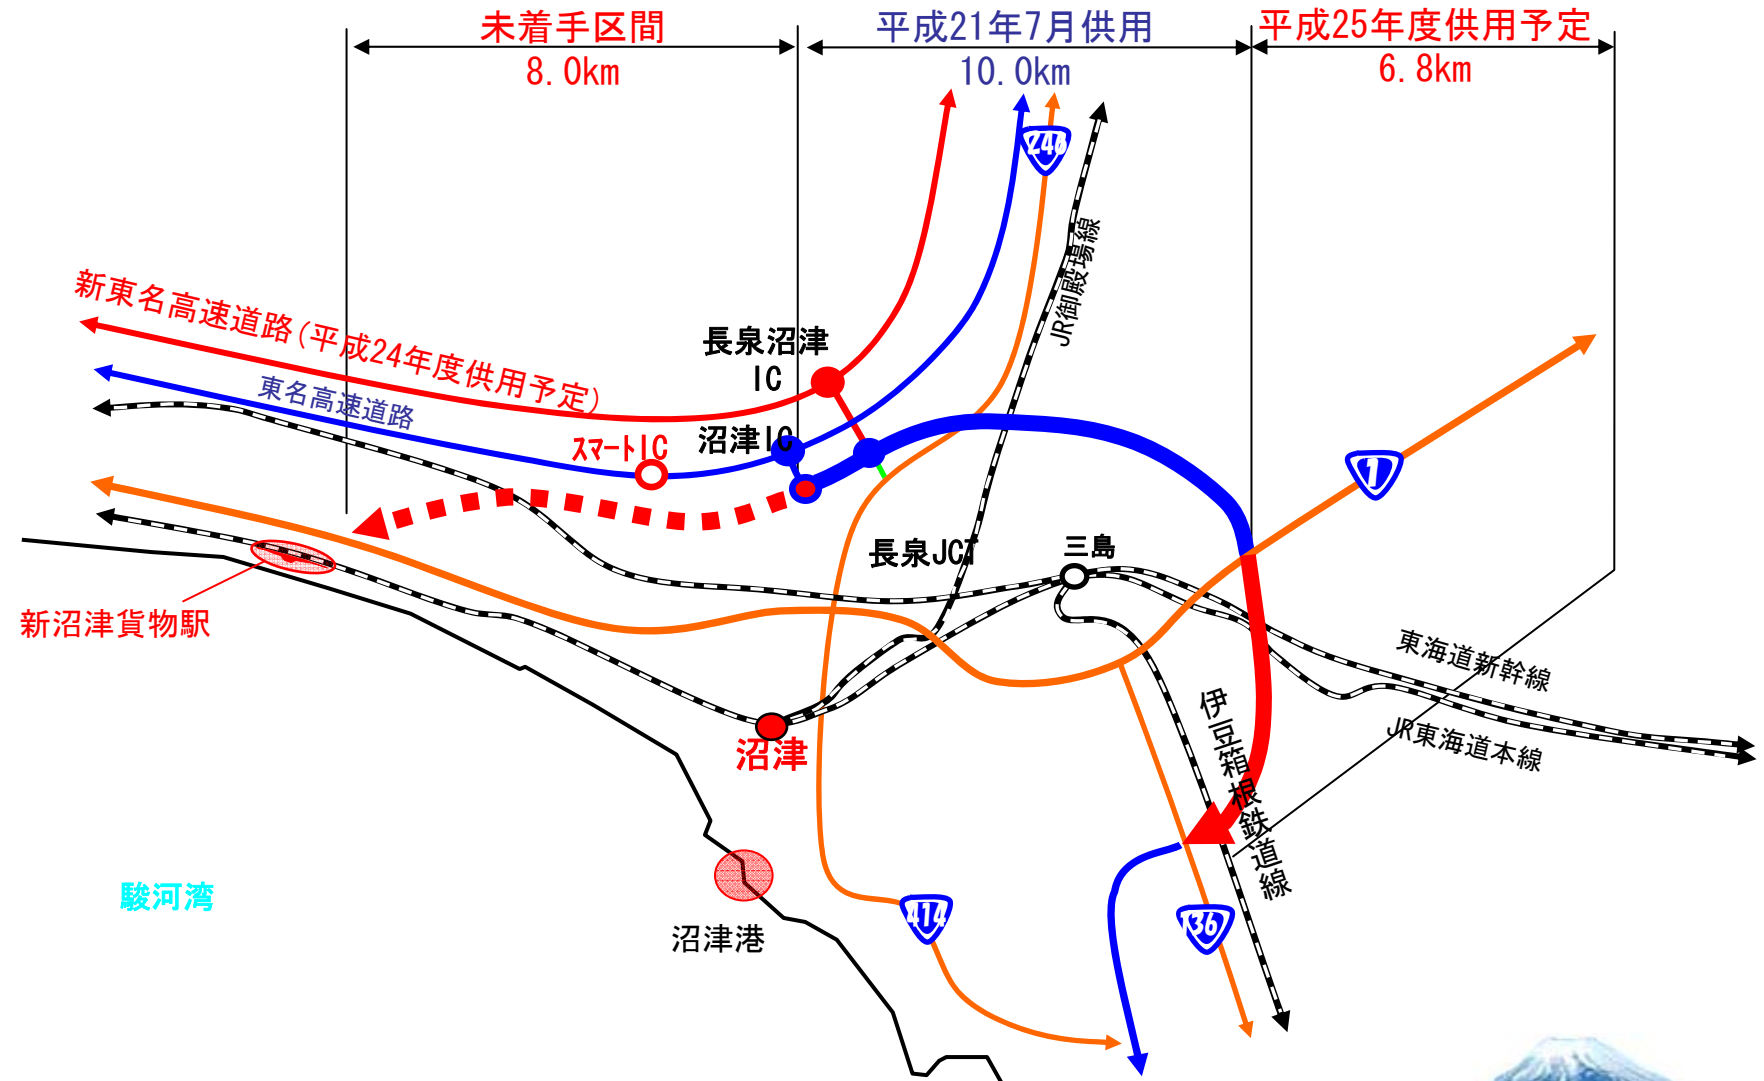 未着手区間
8.0km
平成21年7月供用
10.0km
平成25年度供用予定
6.8km
246
JR御殿場線
新東名高速道路(平成24年度供用予定)
東名高速道路
長泉沼津
IC
スマートIC
沼津IC
1
長泉JCT
三島
新沼津貨物駅
東海道新幹線
JR東海道本線
伊豆箱根鉄道線
沼津
駿河湾
沼津港
414
136